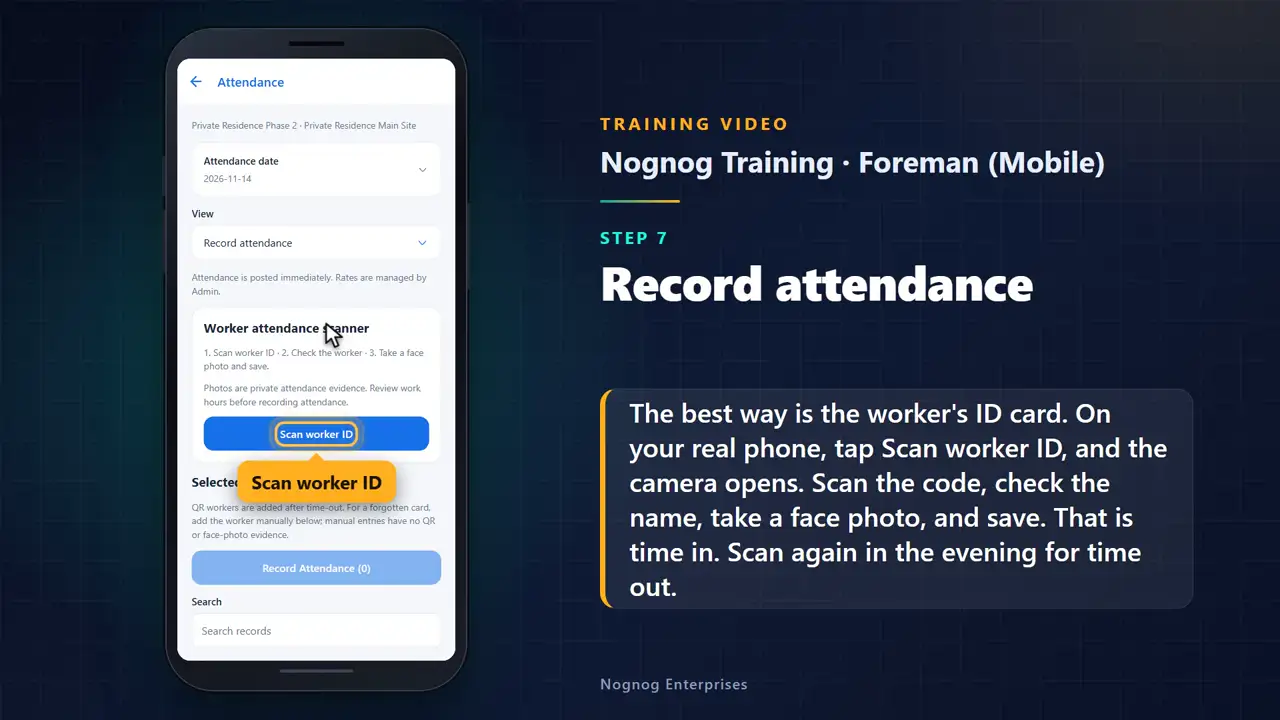 Attendance
Private Residence Phase 2 · Private Residence Main Site
Attendance date
2026-11-14
View
Record attendance
Attendance is posted immediately. Rates are managed by
Admin.
Worker attendance scanner
1. Scan worker ID · 2. Check the worker · 3. Take a face
photo and save.
Photos are private attendance evidence. Review work
hours before recording attendance.
Scan worker ID
Scan worker ID
Selected
QR workers are added after time-out. For a forgotten card,
add the worker manually below; manual entries have no QR
or face-photo evidence.
Record Attendance (0)
Search
Search records
TRAINING VIDEO
Nognog Training · Foreman (Mobile)
STEP 7
Record attendance
The best way is the worker's ID card. On
your real phone, tap Scan worker ID, and the
camera opens. Scan the code, check the
name, take a face photo, and save. That is
time in. Scan again in the evening for time
out.
Nognog Enterprises